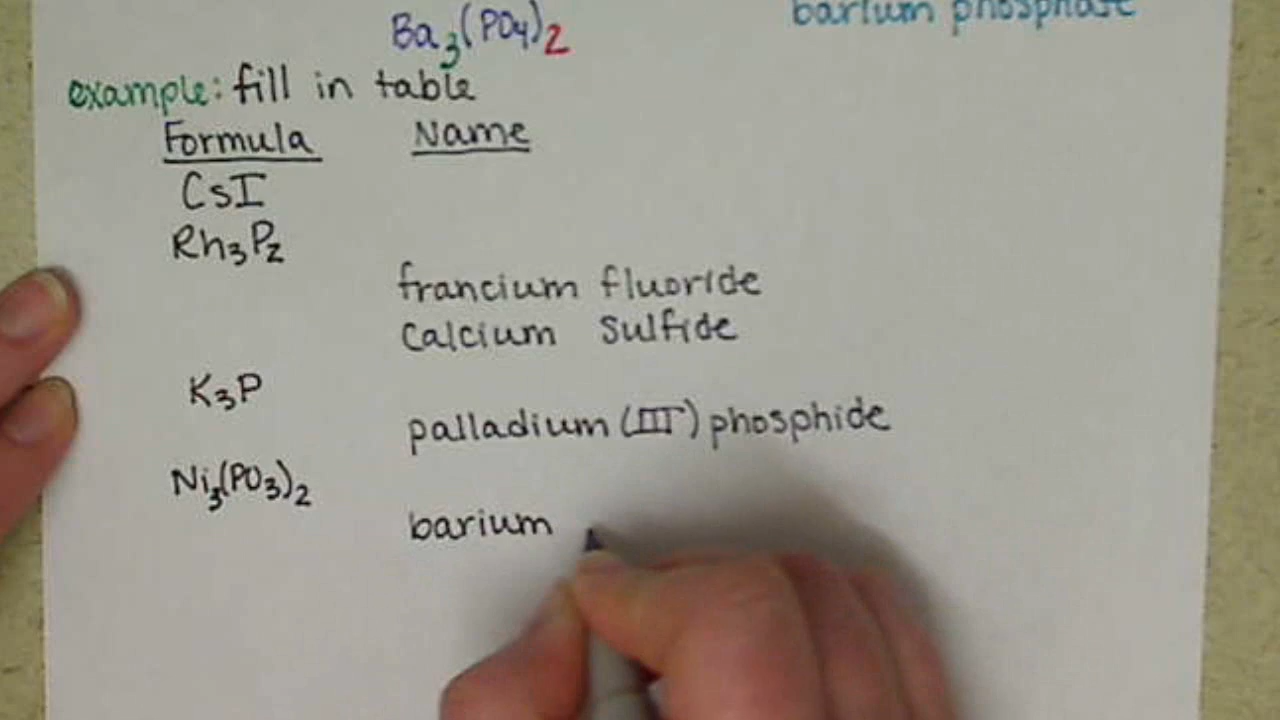 Ba3(PO4)2 barium phosphate
example: fill in table
Formula Name
CsI
Rh3P2
francium fluoride
calcium sulfide
K3P
palladium (III) phosphide
Ni3(PO3)2
barium